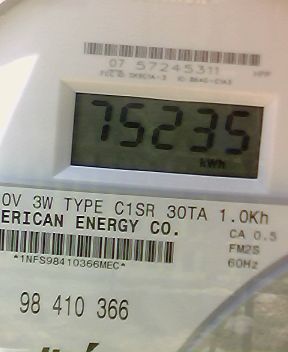 07 57245311
75235
kWh
OV 3W TYPE C1SR 30TA 1.0Kh
ERICAN ENERGY CO.
CA 0.5
FM2S
60Hz
*1NFS98410366MEC*
98 410 366